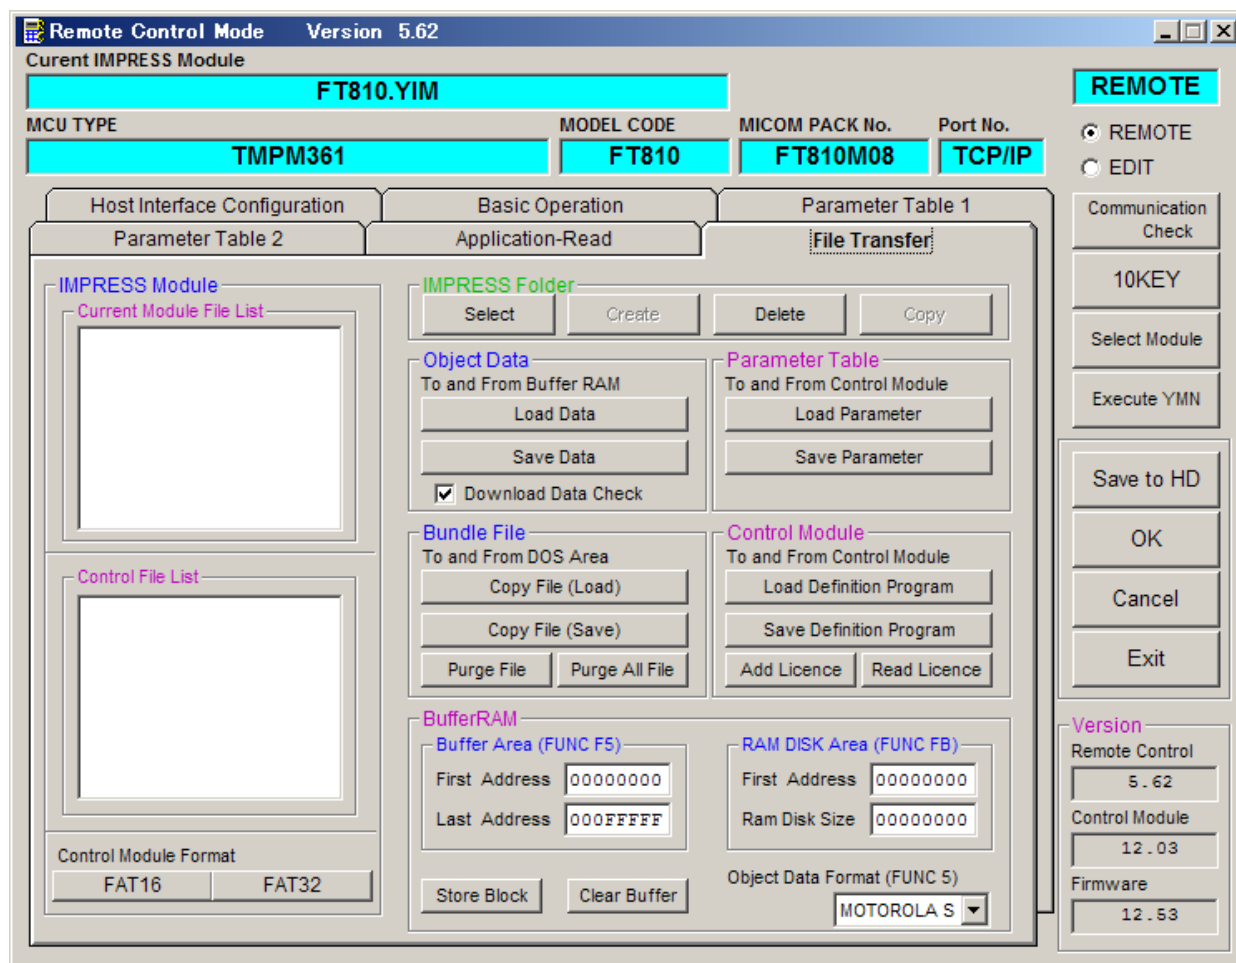 Remote Control Mode Version 5.62
Curent IMPRESS Module
FT810.YIM
MCU TYPE
MODEL CODE
MICOM PACK No.
Port No.
TMPM361
FT810
FT810M08
TCP/IP
REMOTE
REMOTE
EDIT
Host Interface Configuration
Basic Operation
Parameter Table 1
Parameter Table 2
Application-Read
File Transfer
IMPRESS Module
Current Module File List
Control File List
Control Module Format
FAT16
FAT32
IMPRESS Folder
Select
Create
Delete
Copy
Object Data
To and From Buffer RAM
Load Data
Save Data
Download Data Check
Parameter Table
To and From Control Module
Load Parameter
Save Parameter
Bundle File
To and From DOS Area
Copy File (Load)
Copy File (Save)
Purge File
Purge All File
Control Module
To and From Control Module
Load Definition Program
Save Definition Program
Add Licence
Read Licence
BufferRAM
Buffer Area (FUNC F5)
First Address 00000000
Last Address 000FFFFF
RAM DISK Area (FUNC FB)
First Address 00000000
Ram Disk Size 00000000
Store Block
Clear Buffer
Object Data Format (FUNC 5)
MOTOROLA S
Communication
Check
10KEY
Select Module
Execute YMN
Save to HD
OK
Cancel
Exit
Version
Remote Control
5.62
Control Module
12.03
Firmware
12.53